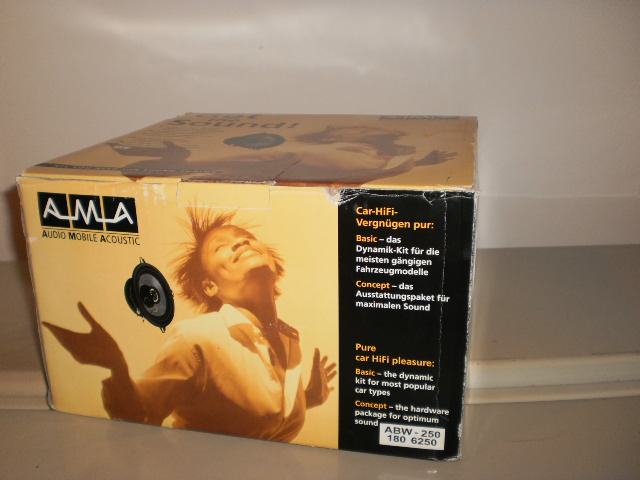 Sound!
AMA
AUDIO MOBILE ACOUSTIC
Car-HiFi-
Vergnügen pur:
Basic – das
Dynamik-Kit für die
meisten gängigen
Fahrzeugmodelle
Concept – das
Ausstattungspaket für
maximalen Sound
Pure
car HiFi pleasure:
Basic – the dynamic
kit for most popular
car types
Concept – the hardware
package for optimum
sound
ABW - 250
180 6250